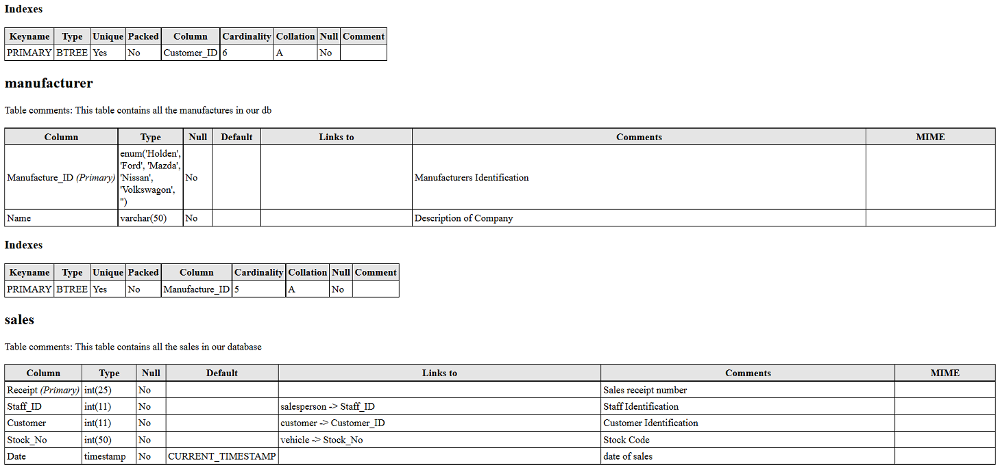 Indexes
Keyname Type Unique Packed Column Cardinality Collation Null Comment
PRIMARY BTREE Yes No Customer_ID 6 A No
manufacturer
Table comments: This table contains all the manufactures in our db
Column Type Null Default Links to Comments MIME
Manufacture_ID (Primary) enum('Holden', 'Ford', 'Mazda', 'Nissan', 'Volkswagon', '') No Manufacturers Identification
Name varchar(50) No Description of Company
Indexes
Keyname Type Unique Packed Column Cardinality Collation Null Comment
PRIMARY BTREE Yes No Manufacture_ID 5 A No
sales
Table comments: This table contains all the sales in our database
Column Type Null Default Links to Comments MIME
Receipt (Primary) int(25) No Sales receipt number
Staff_ID int(11) No salesperson -> Staff_ID Staff Identification
Customer int(11) No customer -> Customer_ID Customer Identification
Stock_No int(50) No vehicle -> Stock_No Stock Code
Date timestamp No CURRENT_TIMESTAMP date of sales